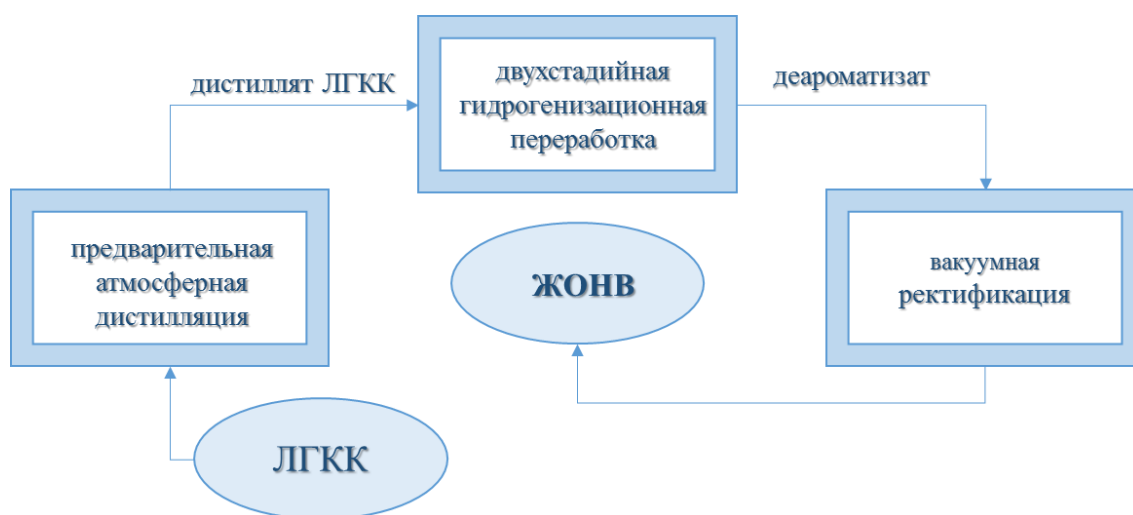 дистиллят ЛГКК
двухстадийная
гидрогенизационная
переработка
деароматизат
предварительная
атмосферная
дистилляция
ЖОНВ
вакуумная
ректификация
ЛГКК